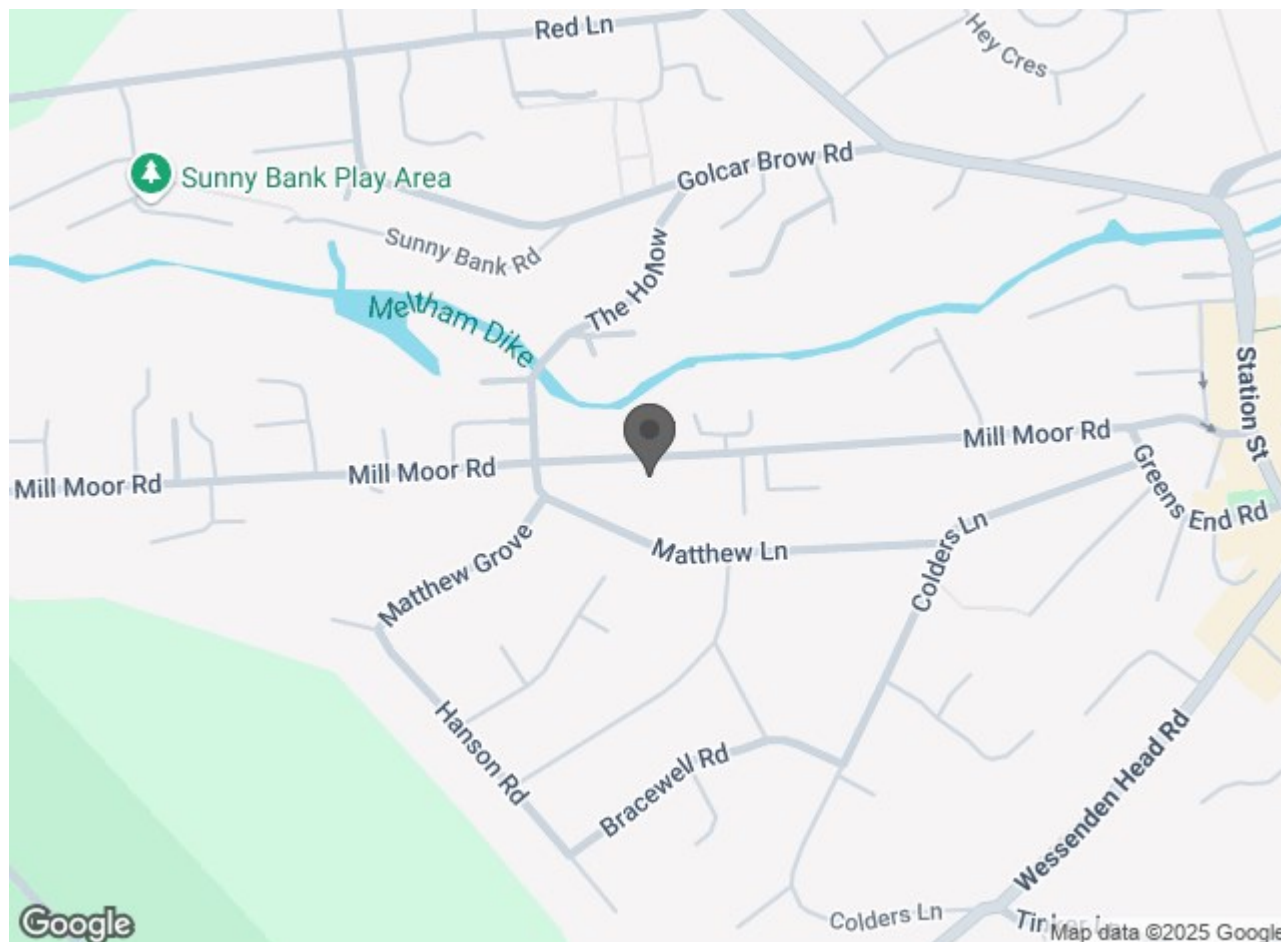 Red Ln
Hey Cres
Golcar Brow Rd
Sunny Bank Play Area
Sunny Bank Rd
The Hollow
Meltham Dike
Station St
Mill Moor Rd
Mill Moor Rd
Mill Moor Rd
Greens End Rd
Matthew Ln
Colders Ln
Matthew Grove
Hanson Rd
Bracewell Rd
Wessenden Head Rd
Colders Ln
Tinker Ln
Google
Map data ©2025 Google